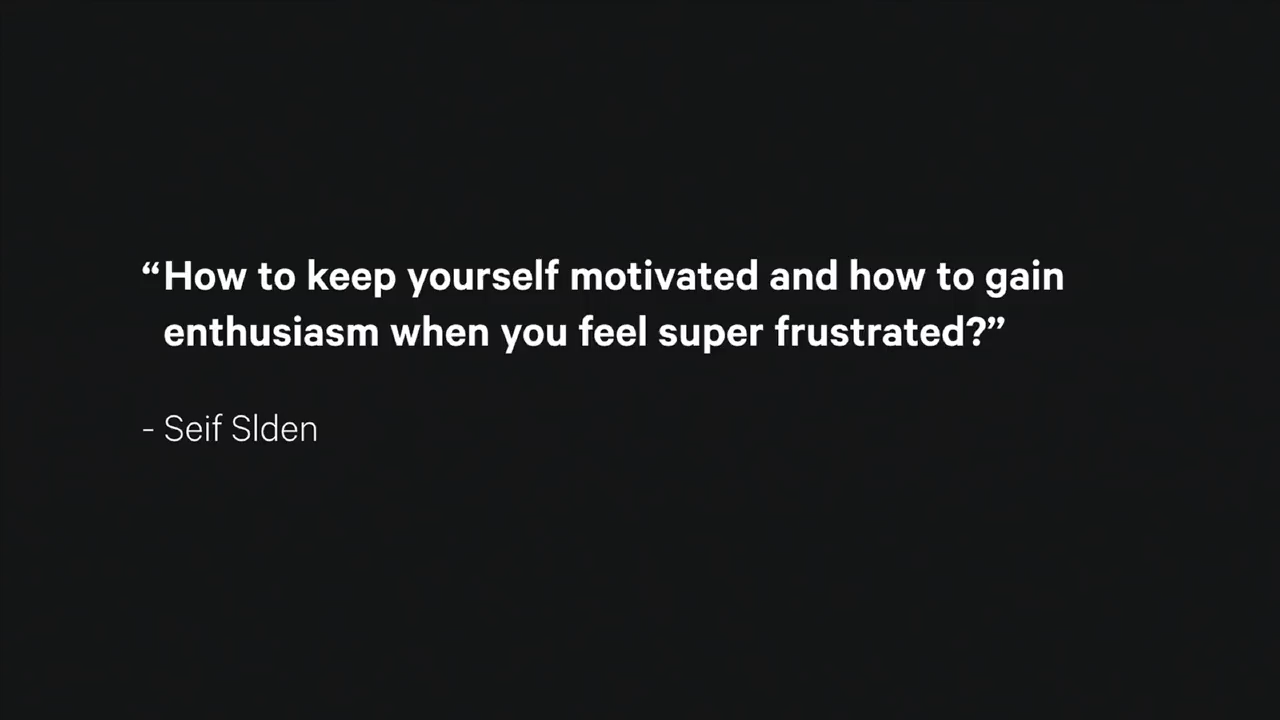 “How to keep yourself motivated and how to gain
enthusiasm when you feel super frustrated?”
- Seif Slden